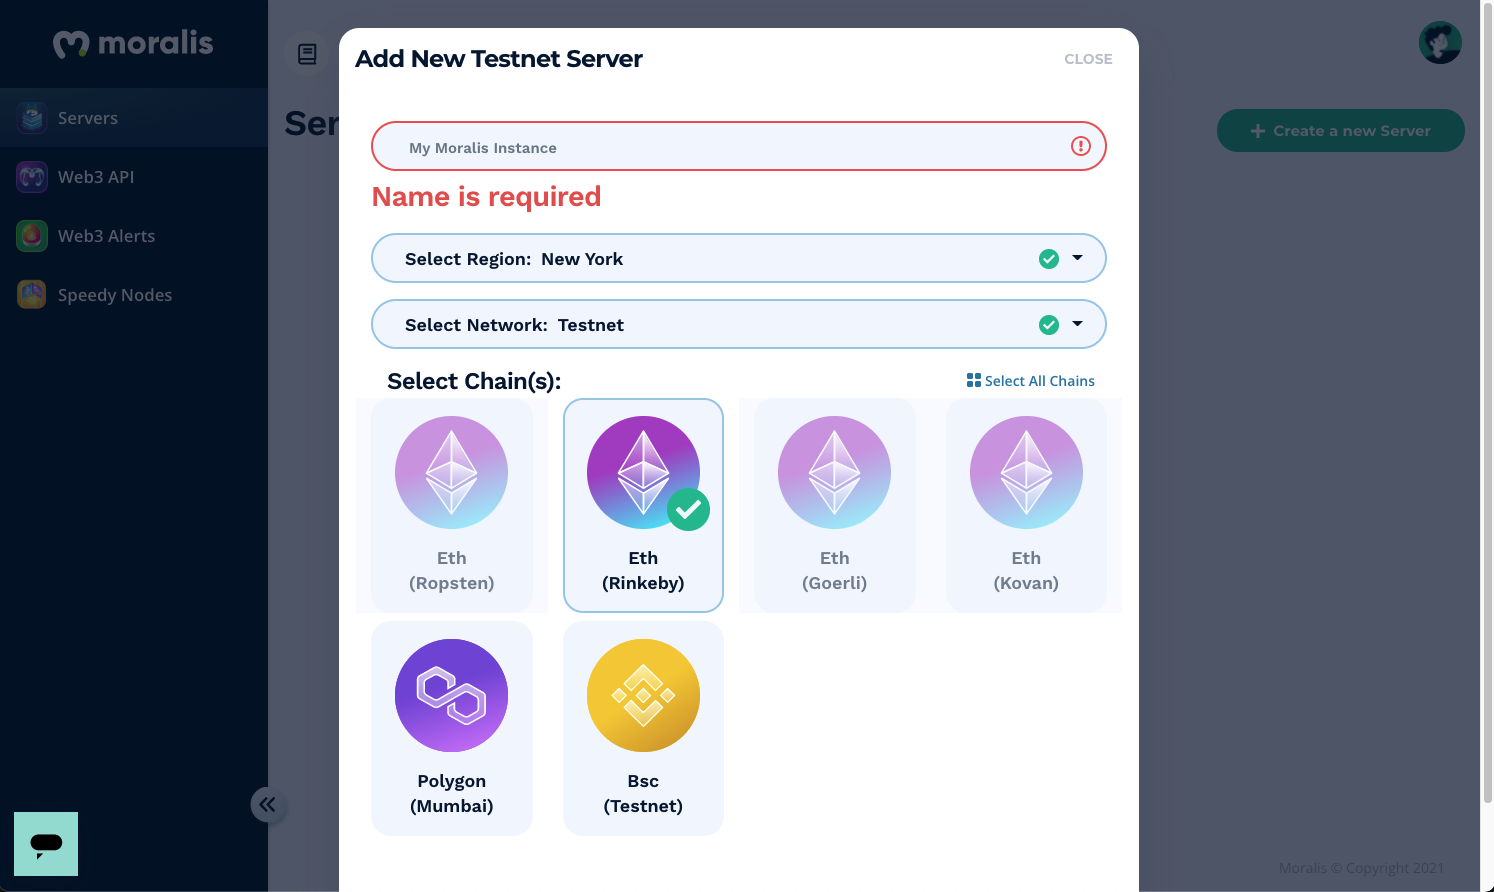 moralis
Servers
Web3 API
Web3 Alerts
Speedy Nodes
Ser
Create a new Server
Add New Testnet Server
CLOSE
My Moralis Instance
Name is required
Select Region: New York
Select Network: Testnet
Select Chain(s):
Select All Chains
Eth
(Ropsten)
Eth
(Rinkeby)
Eth
(Goerli)
Eth
(Kovan)
Polygon
(Mumbai)
Bsc
(Testnet)
Moralis © Copyright 2021